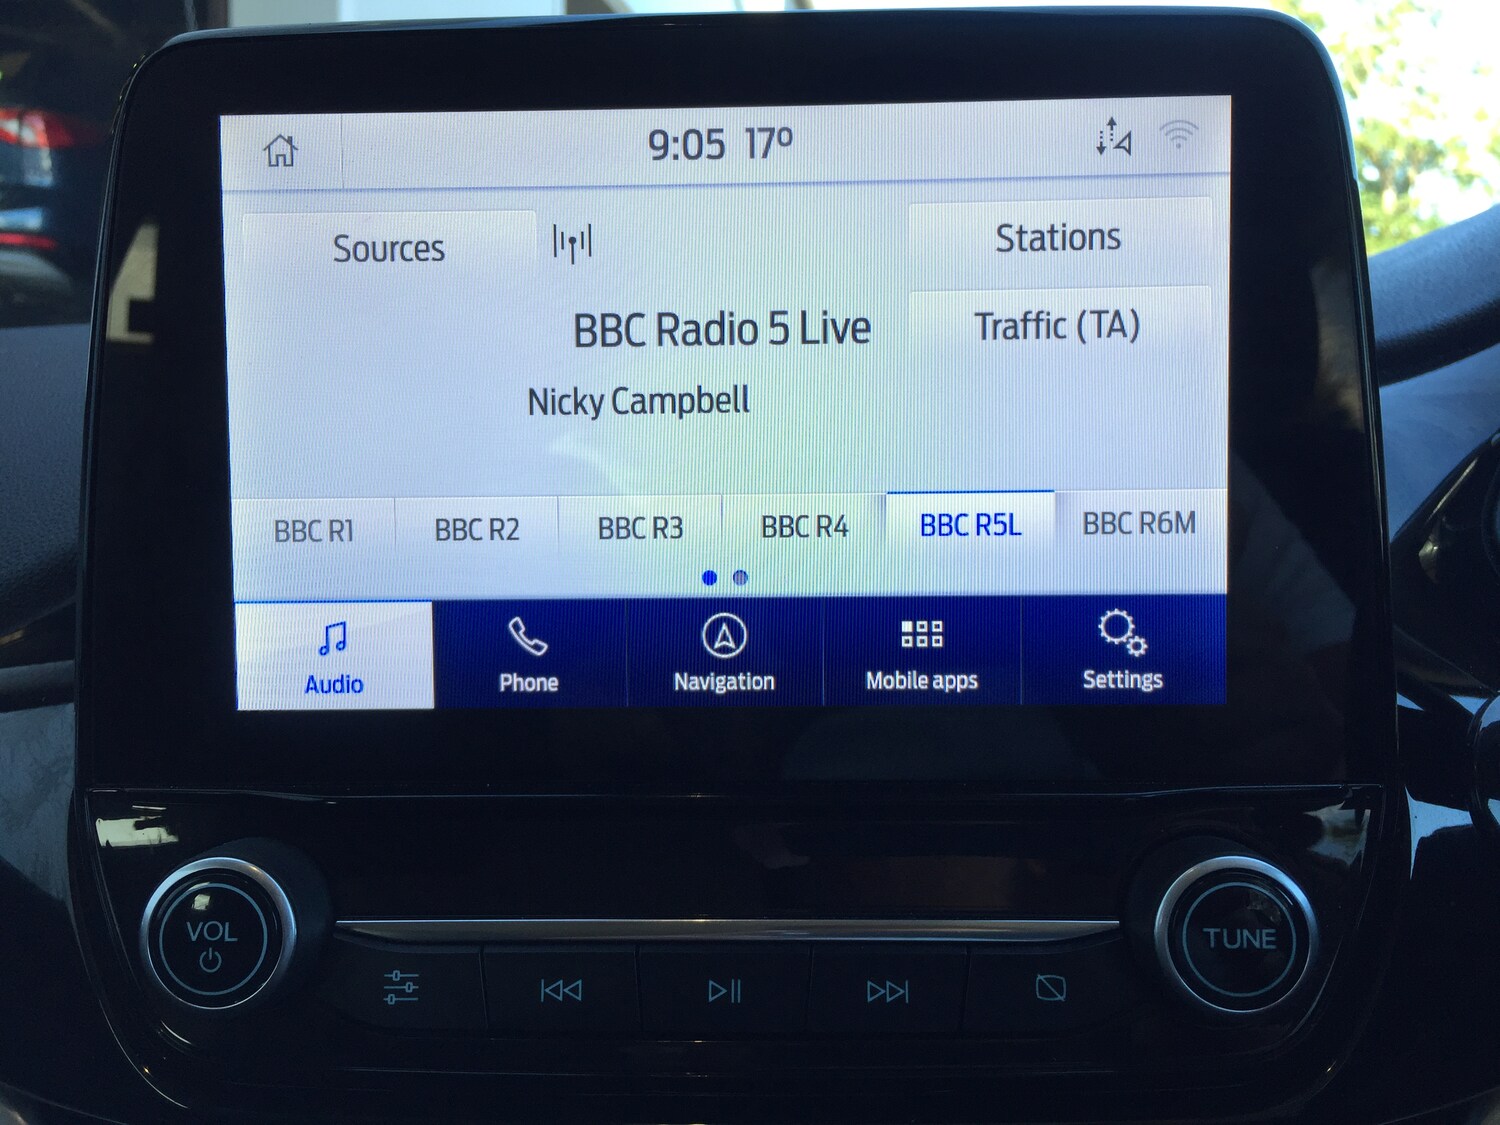 9:05 17º
Sources
Stations
BBC Radio 5 Live
Traffic (TA)
Nicky Campbell
BBC R1 BBC R2 BBC R3 BBC R4 BBC R5L BBC R6M
Audio Phone Navigation Mobile apps Settings
VOL
TUNE